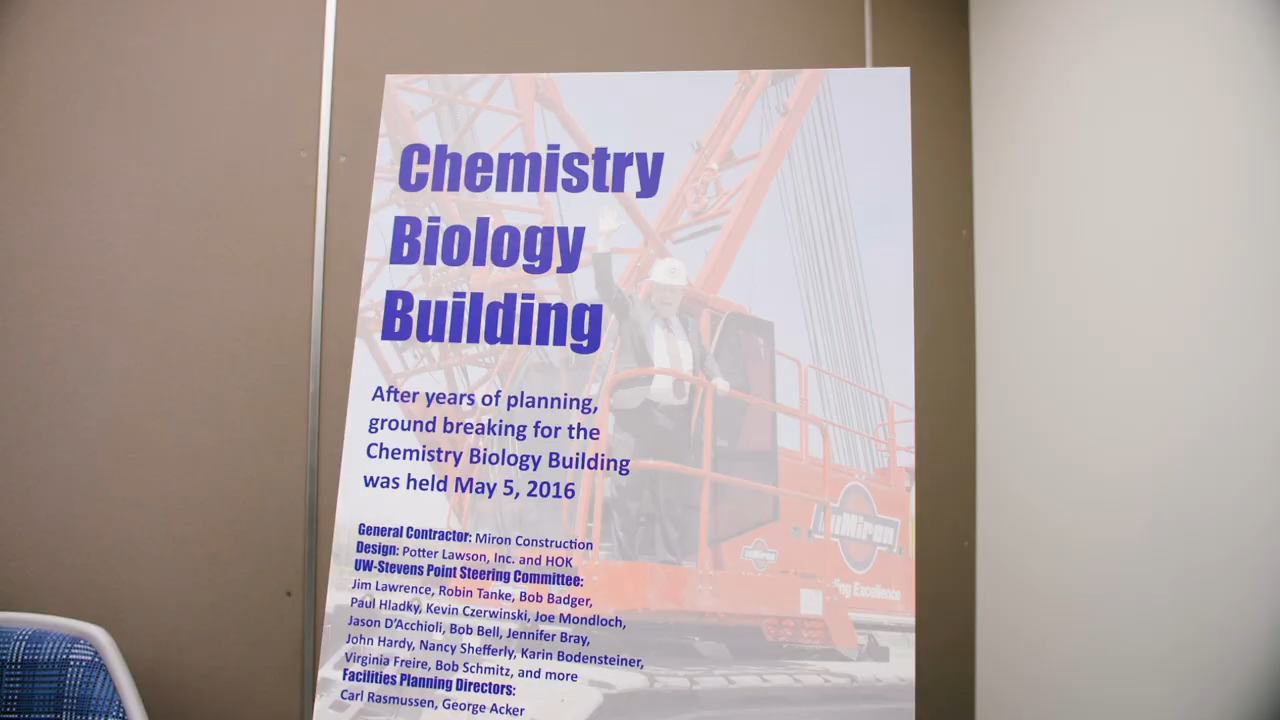 Chemistry
Biology
Building
After years of planning,
ground breaking for the
Chemistry Biology Building
was held May 5, 2016
General Contractor: Miron Construction
Design: Potter Lawson, Inc. and HOK
UW-Stevens Point Steering Committee:
Jim Lawrence, Robin Tanke, Bob Badger,
Paul Hladky, Kevin Czerwinski, Joe Mondloch,
Jason D'Acchioli, Bob Bell, Jennifer Bray,
John Hardy, Nancy Shefferly, Karin Bodensteiner,
Virginia Freire, Bob Schmitz, and more
Facilities Planning Directors:
Carl Rasmussen, George Acker
Miron
Miron
Excellence